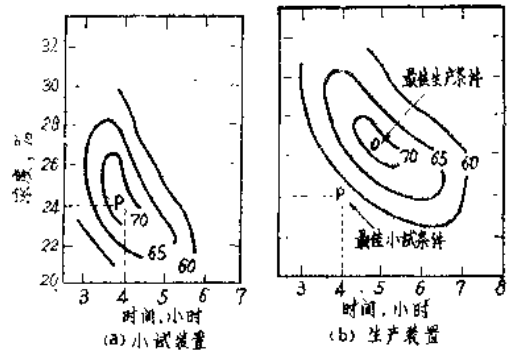 32
30
28
26
24
22
20
浓度，%
P
70
65
60
3 4 5 6 7
时间，小时
(a) 小试装置
最佳生产条件
O
70 65 60
P
最佳小试条件
3 4 5 6 7 8
时间，小时
(b) 生产装置